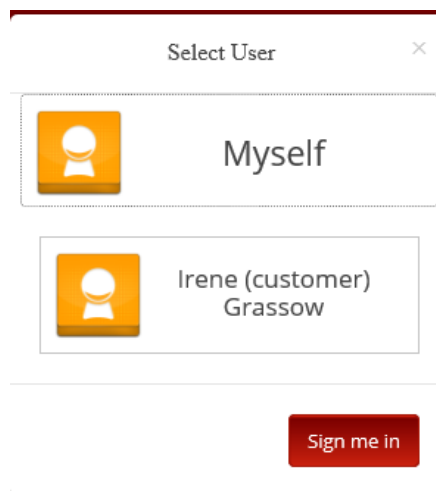 Select User
×
Myself
Irene (customer)
Grassow
Sign me in